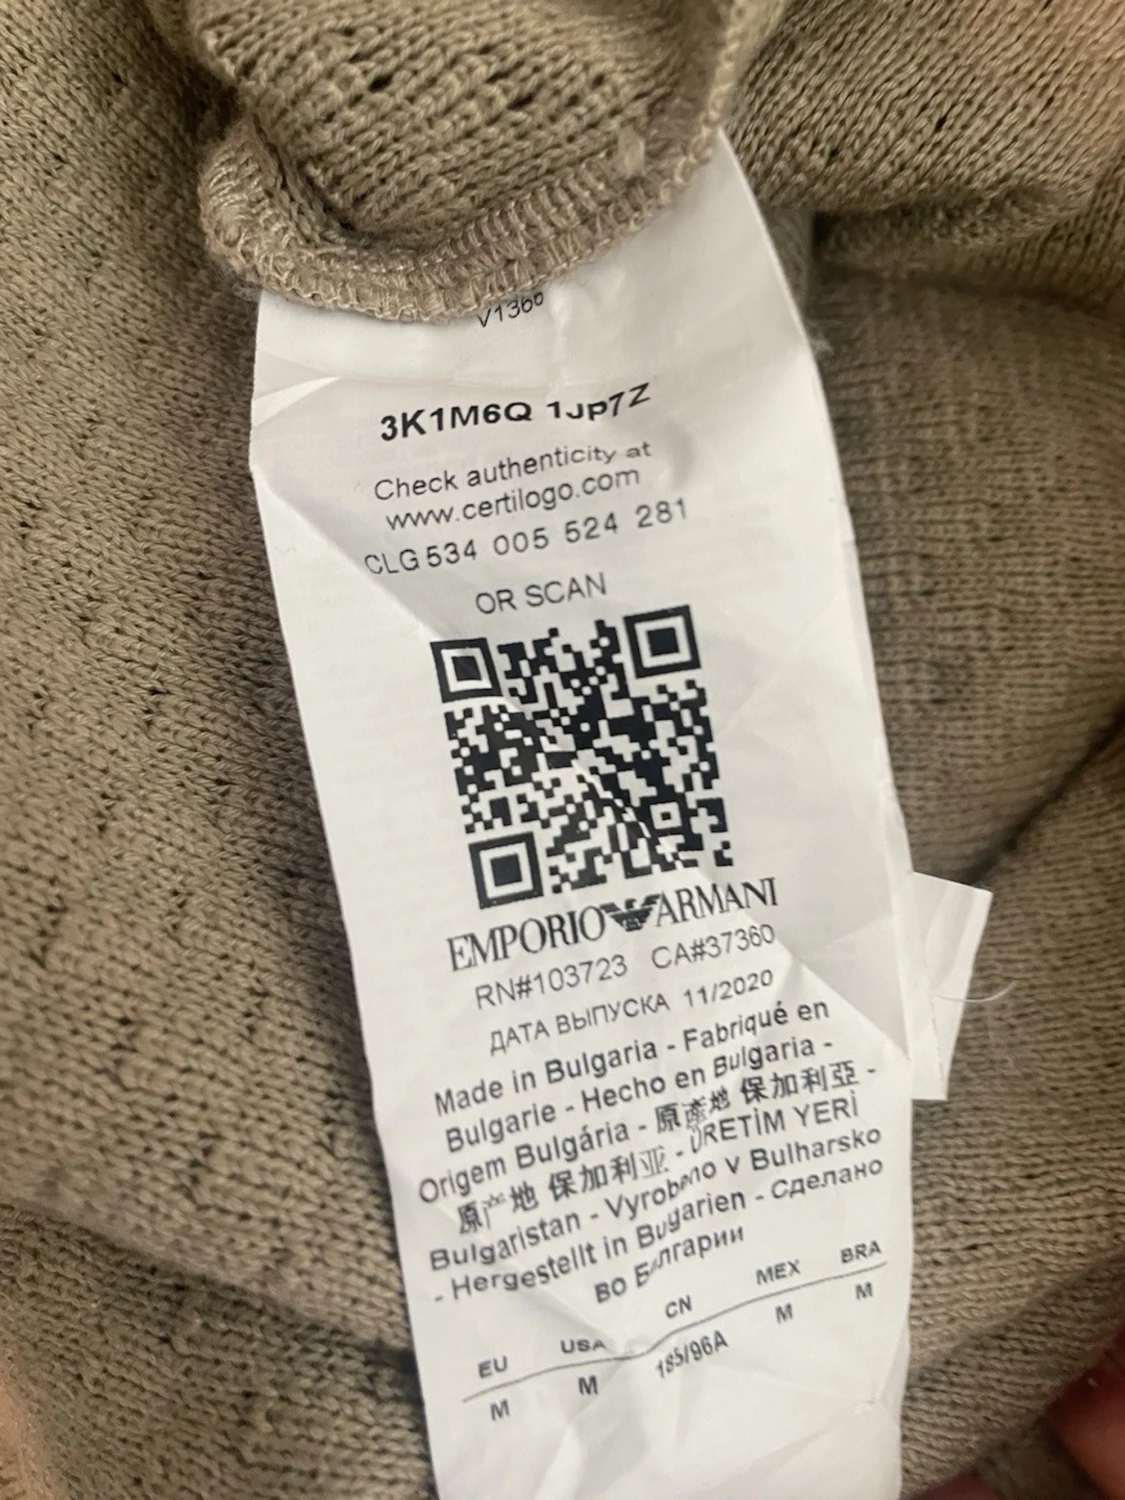 V1360
3K1M6Q 1Jp7Z
Check authenticity at
www.certilogo.com
CLG 534 005 524 281
OR SCAN
EMPORIO ARMANI
RN#103723 CA#37360
ДАТА ВЫПУСКА 11/2020
Made in Bulgaria - Fabriqué en
Bulgarie - Hecho en Bulgaria -
Origem Bulgária - 原產地 保加利亞 -
原产地 保加利亚 - ÜRETİM YERİ
Bulgaristan - Vyrobeno v Bulharsko
- Hergestellt in Bulgarien - Сделано
во Болгарии
EU USA CN MEX BRA
M M 185/96A M M